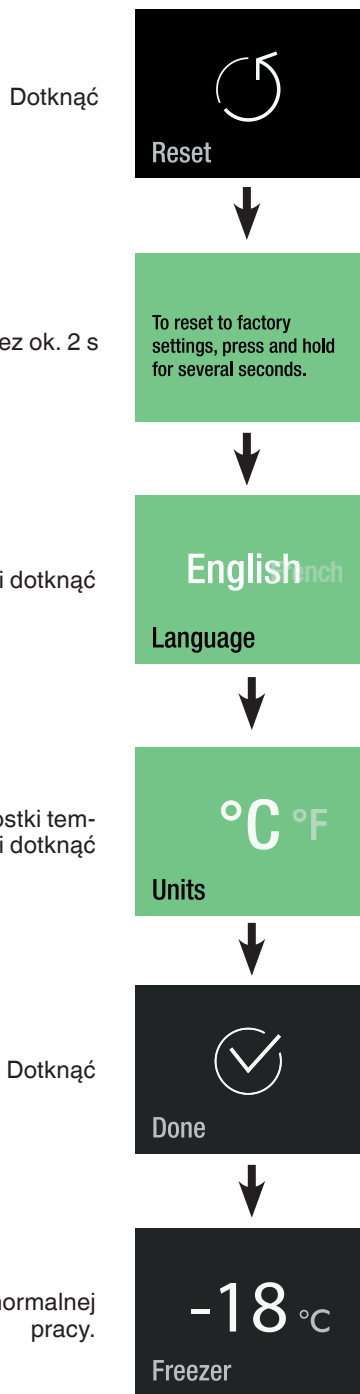 Dotknąć
Reset
To reset to factory
ez ok. 2 s
settings, press and hold
for several seconds.
i dotknąć
English
French
Language
ostki tem-
i dotknąć
°C °F
Units
Dotknąć
Done
normalnej
pracy.
-18 °C
Freezer